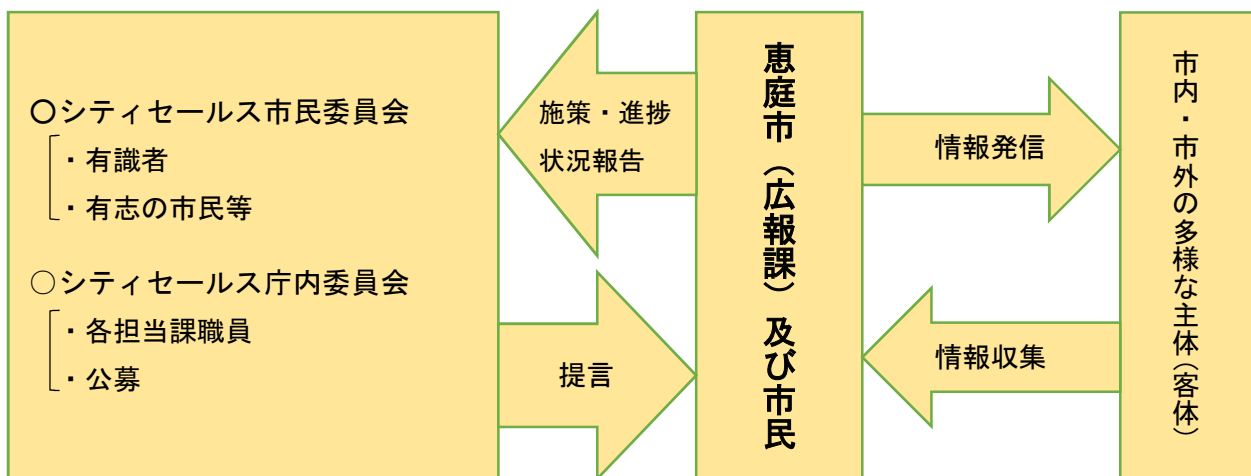 〇シティセールス市民委員会
・有識者
・有志の市民等
○シティセールス庁内委員会
・各担当課職員
・公募
施策・進捗
状況報告
提言
恵庭市（広報課）及び市民
情報発信
情報収集
市内・市外の多様な主体（客体）